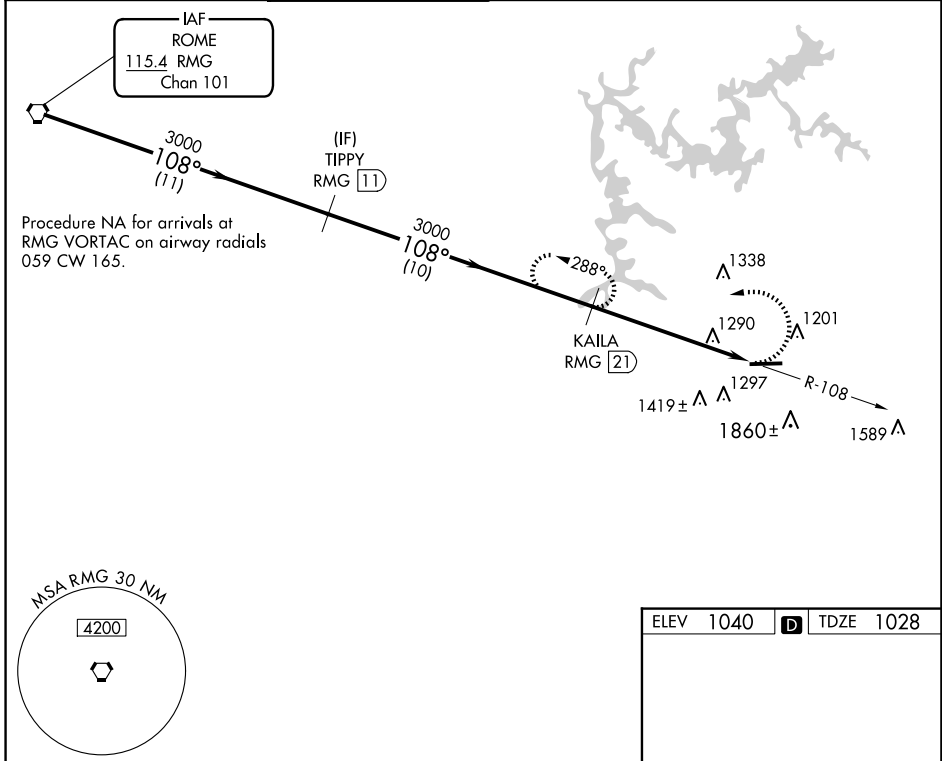 IAF
ROME
115.4 RMG
Chan 101
3000
108°
(11)
(IF)
TIPPY
RMG 11
Procedure NA for arrivals at
RMG VORTAC on airway radials
059 CW 165.
3000
108°
(10)
288°
KAILA
RMG 21
1338
1290
1201
1297
1419±
1860±
R-108
1589
MSA RMG 30 NM
4200
ELEV 1040 D TDZE 1028